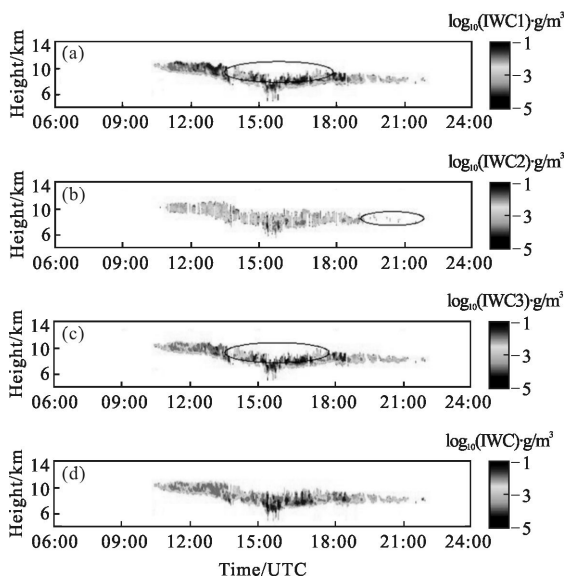 log₁₀(IWC1)·g/m³
(a)
Height/km
14
10
6
−1
−3
−5
06:00 09:00 12:00 15:00 18:00 21:00 24:00
log₁₀(IWC2)·g/m³
(b)
Height/km
14
10
6
−1
−3
−5
06:00 09:00 12:00 15:00 18:00 21:00 24:00
log₁₀(IWC3)·g/m³
(c)
Height/km
14
10
6
−1
−3
−5
06:00 09:00 12:00 15:00 18:00 21:00 24:00
log₁₀(IWC)·g/m³
(d)
Height/km
14
10
6
−1
−3
−5
06:00 09:00 12:00 15:00 18:00 21:00 24:00
Time/UTC